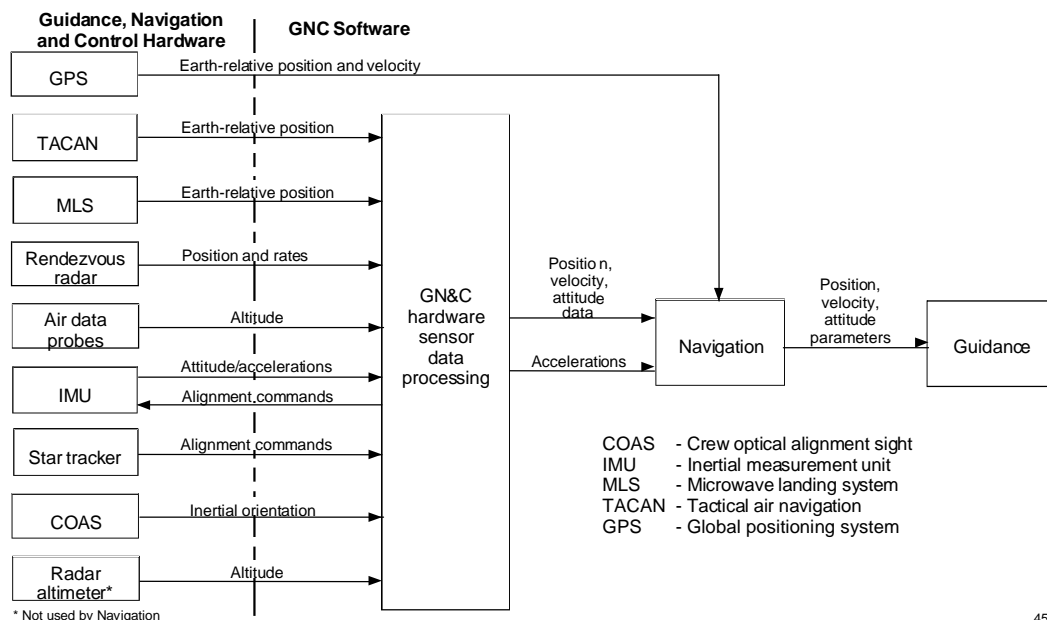 Guidance, Navigation
and Control Hardware
GNC Software
GPS
Earth-relative position and velocity
TACAN
Earth-relative position
MLS
Earth-relative position
Rendezvous
radar
Position and rates
Air data
probes
Altitude
IMU
Attitude/accelerations
Alignment commands
Star tracker
Alignment commands
COAS
Inertial orientation
Radar
altimeter*
Altitude
* Not used by Navigation
GN&C
hardware
sensor
data
processing
Position,
velocity,
attitude
data
Accelerations
Navigation
Position,
velocity,
attitude
parameters
Guidance
COAS - Crew optical alignment sight
IMU - Inertial measurement unit
MLS - Microwave landing system
TACAN - Tactical air navigation
GPS - Global positioning system
45